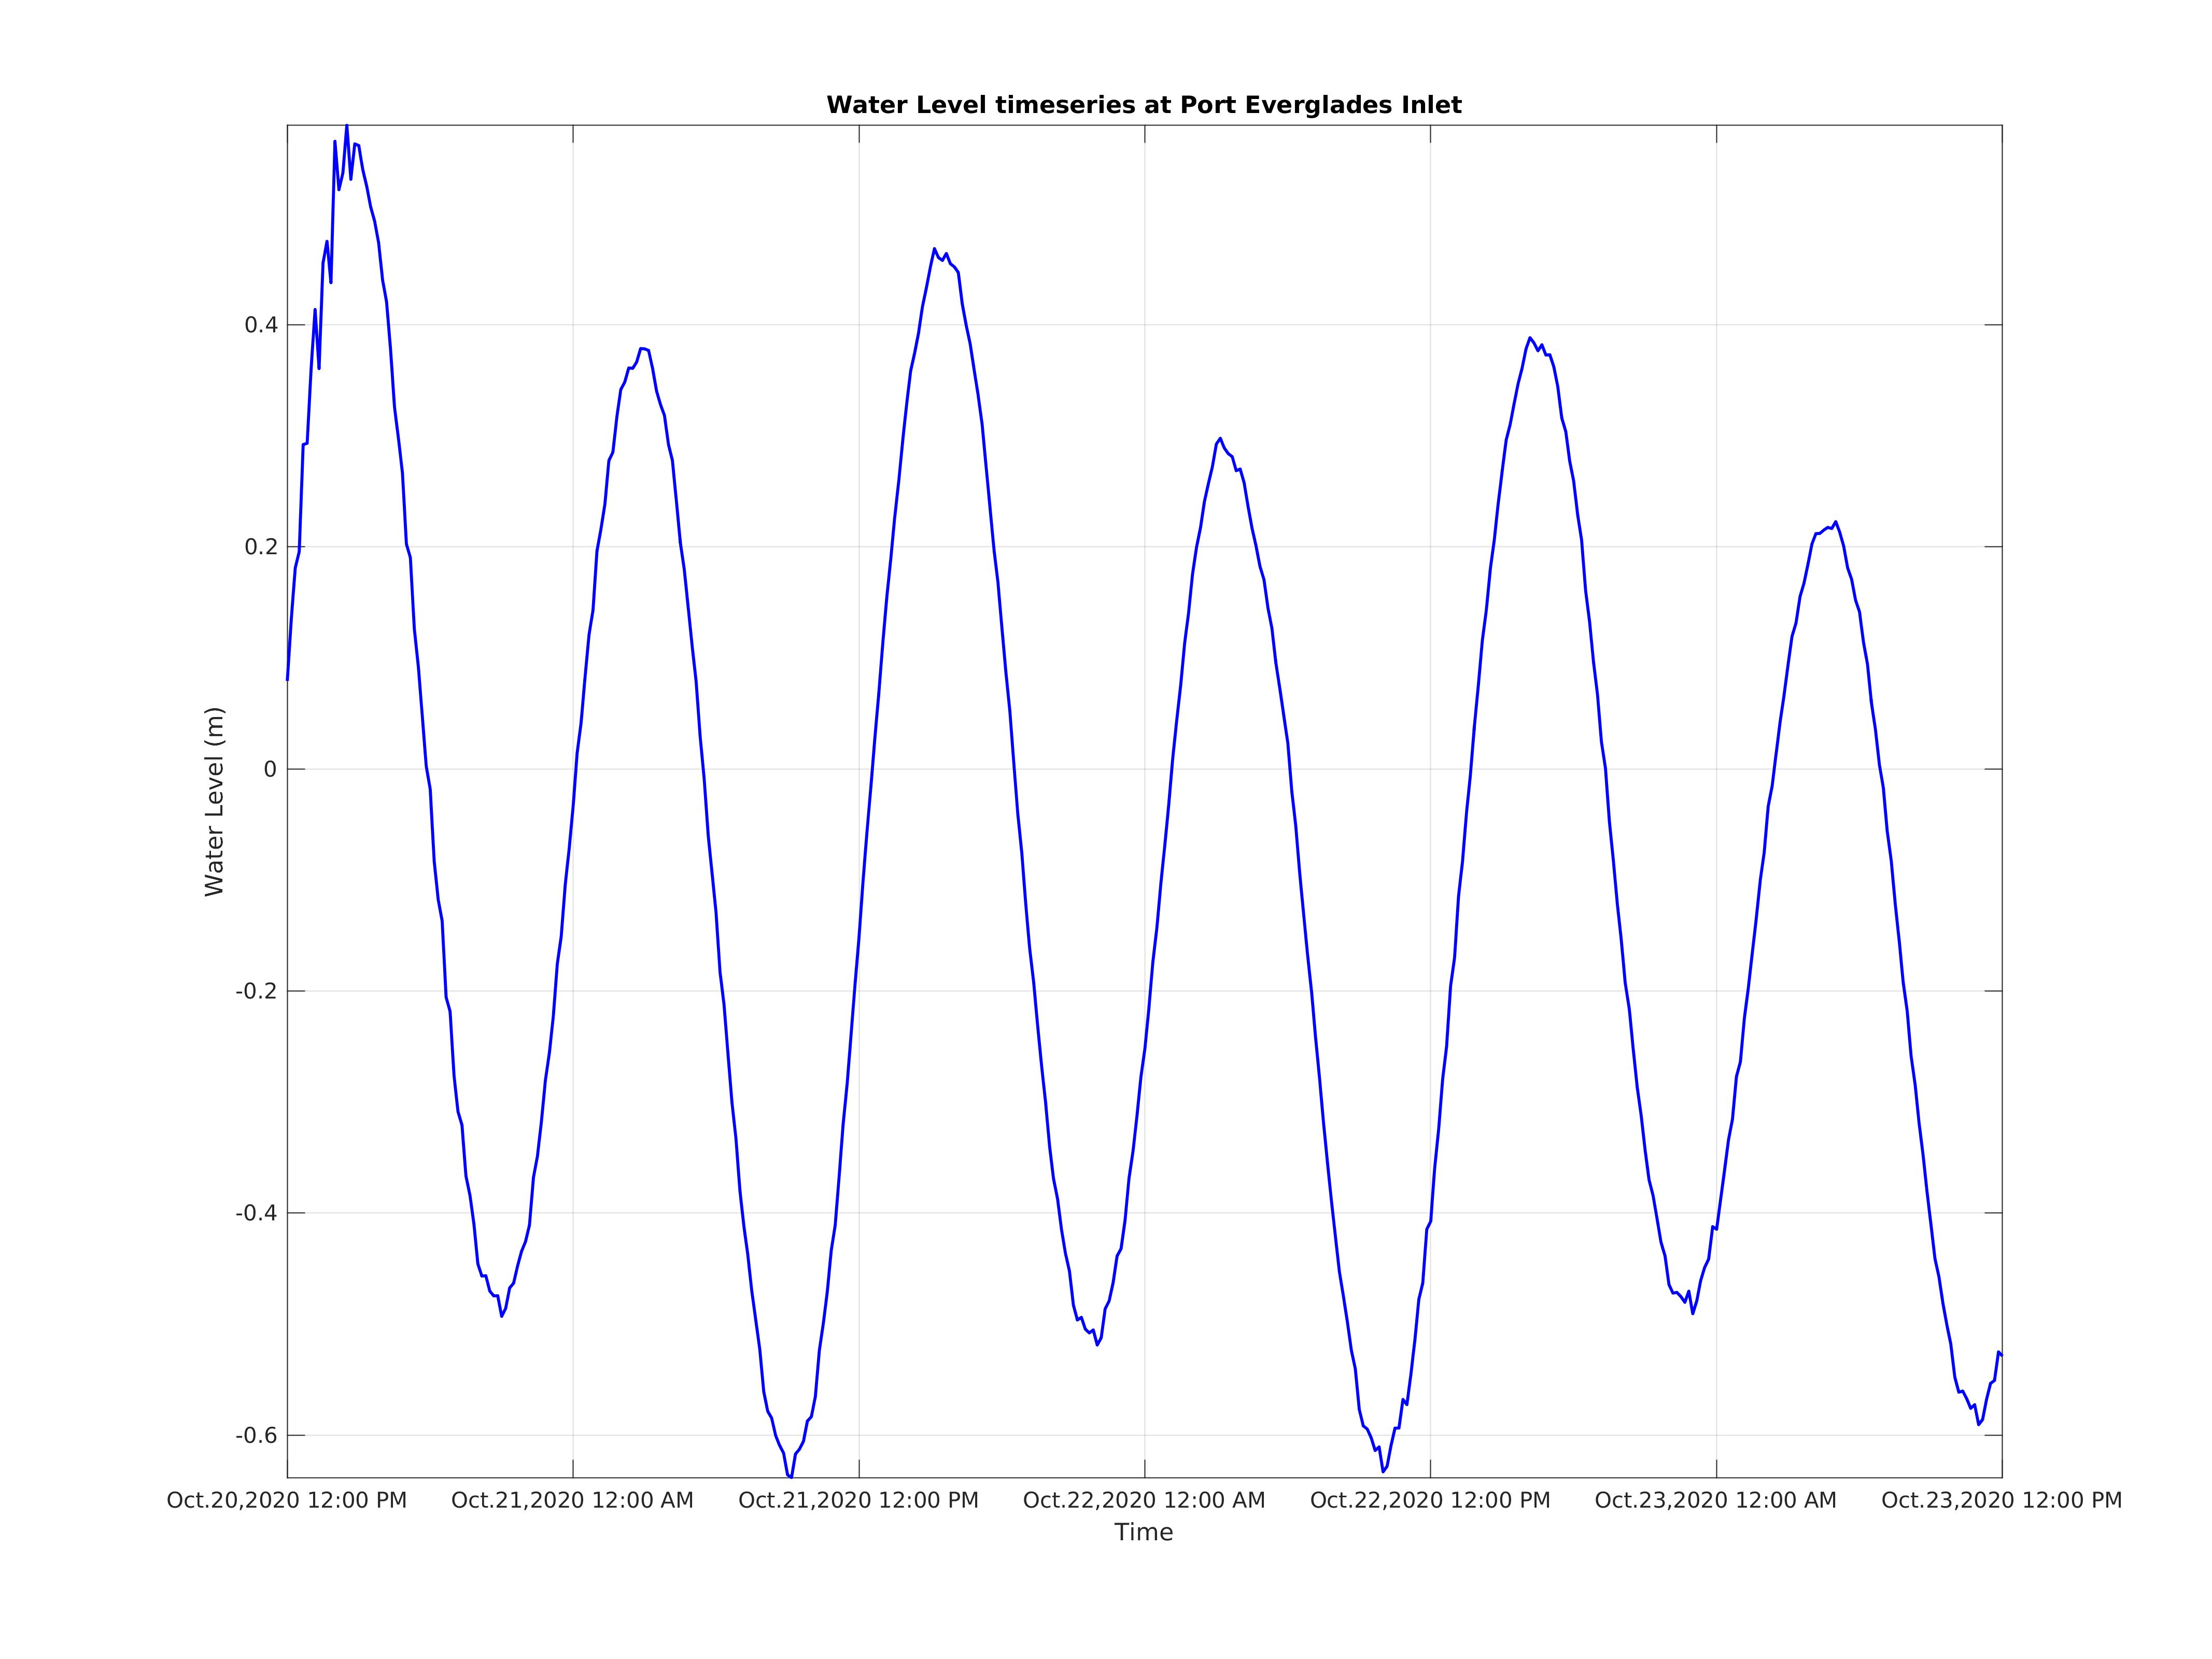 Water Level timeseries at Port Everglades Inlet
0.4
0.2
0
-0.2
-0.4
-0.6
Water Level (m)
Oct.20,2020 12:00 PM
Oct.21,2020 12:00 AM
Oct.21,2020 12:00 PM
Oct.22,2020 12:00 AM
Oct.22,2020 12:00 PM
Oct.23,2020 12:00 AM
Oct.23,2020 12:00 PM
Time